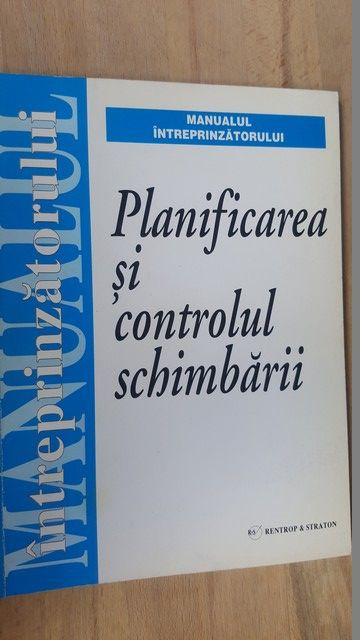 MANUALUL
întreprinzătorului
MANUALUL
ÎNTREPRINZĂTORULUI
Planificarea
și
controlul
schimbării
R&S RENTROP & STRATON